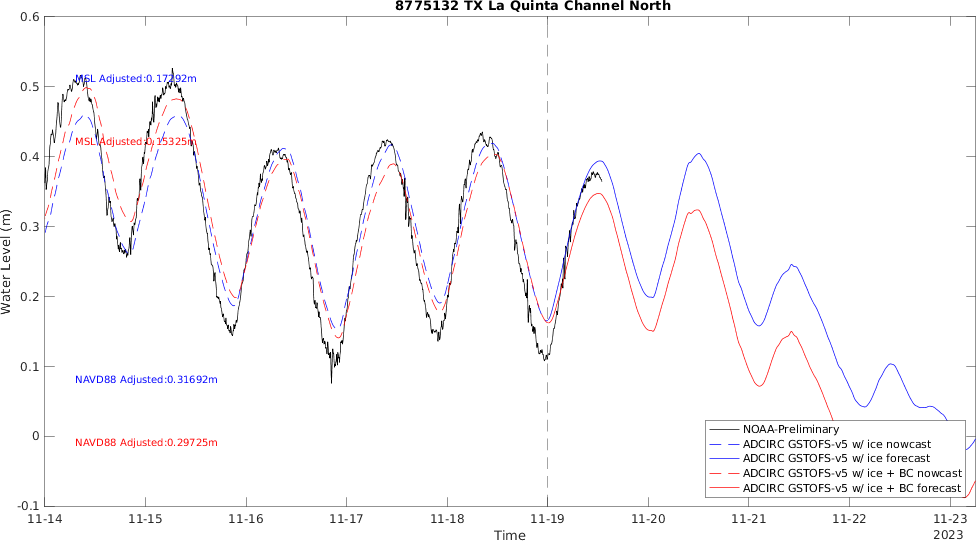 8775132 TX La Quinta Channel North
0.6
0.5
0.4
0.3
0.2
0.1
0
-0.1
Water Level (m)
MSL Adjusted:0.17292m
MSL Adjusted:0.15325m
NAVD88 Adjusted:0.31692m
NAVD88 Adjusted:0.29725m
NOAA-Preliminary
ADCIRC GSTOFS-v5 w/ ice nowcast
ADCIRC GSTOFS-v5 w/ ice forecast
ADCIRC GSTOFS-v5 w/ ice + BC nowcast
ADCIRC GSTOFS-v5 w/ ice + BC forecast
11-14 11-15 11-16 11-17 11-18 11-19 11-20 11-21 11-22 11-23
Time
2023